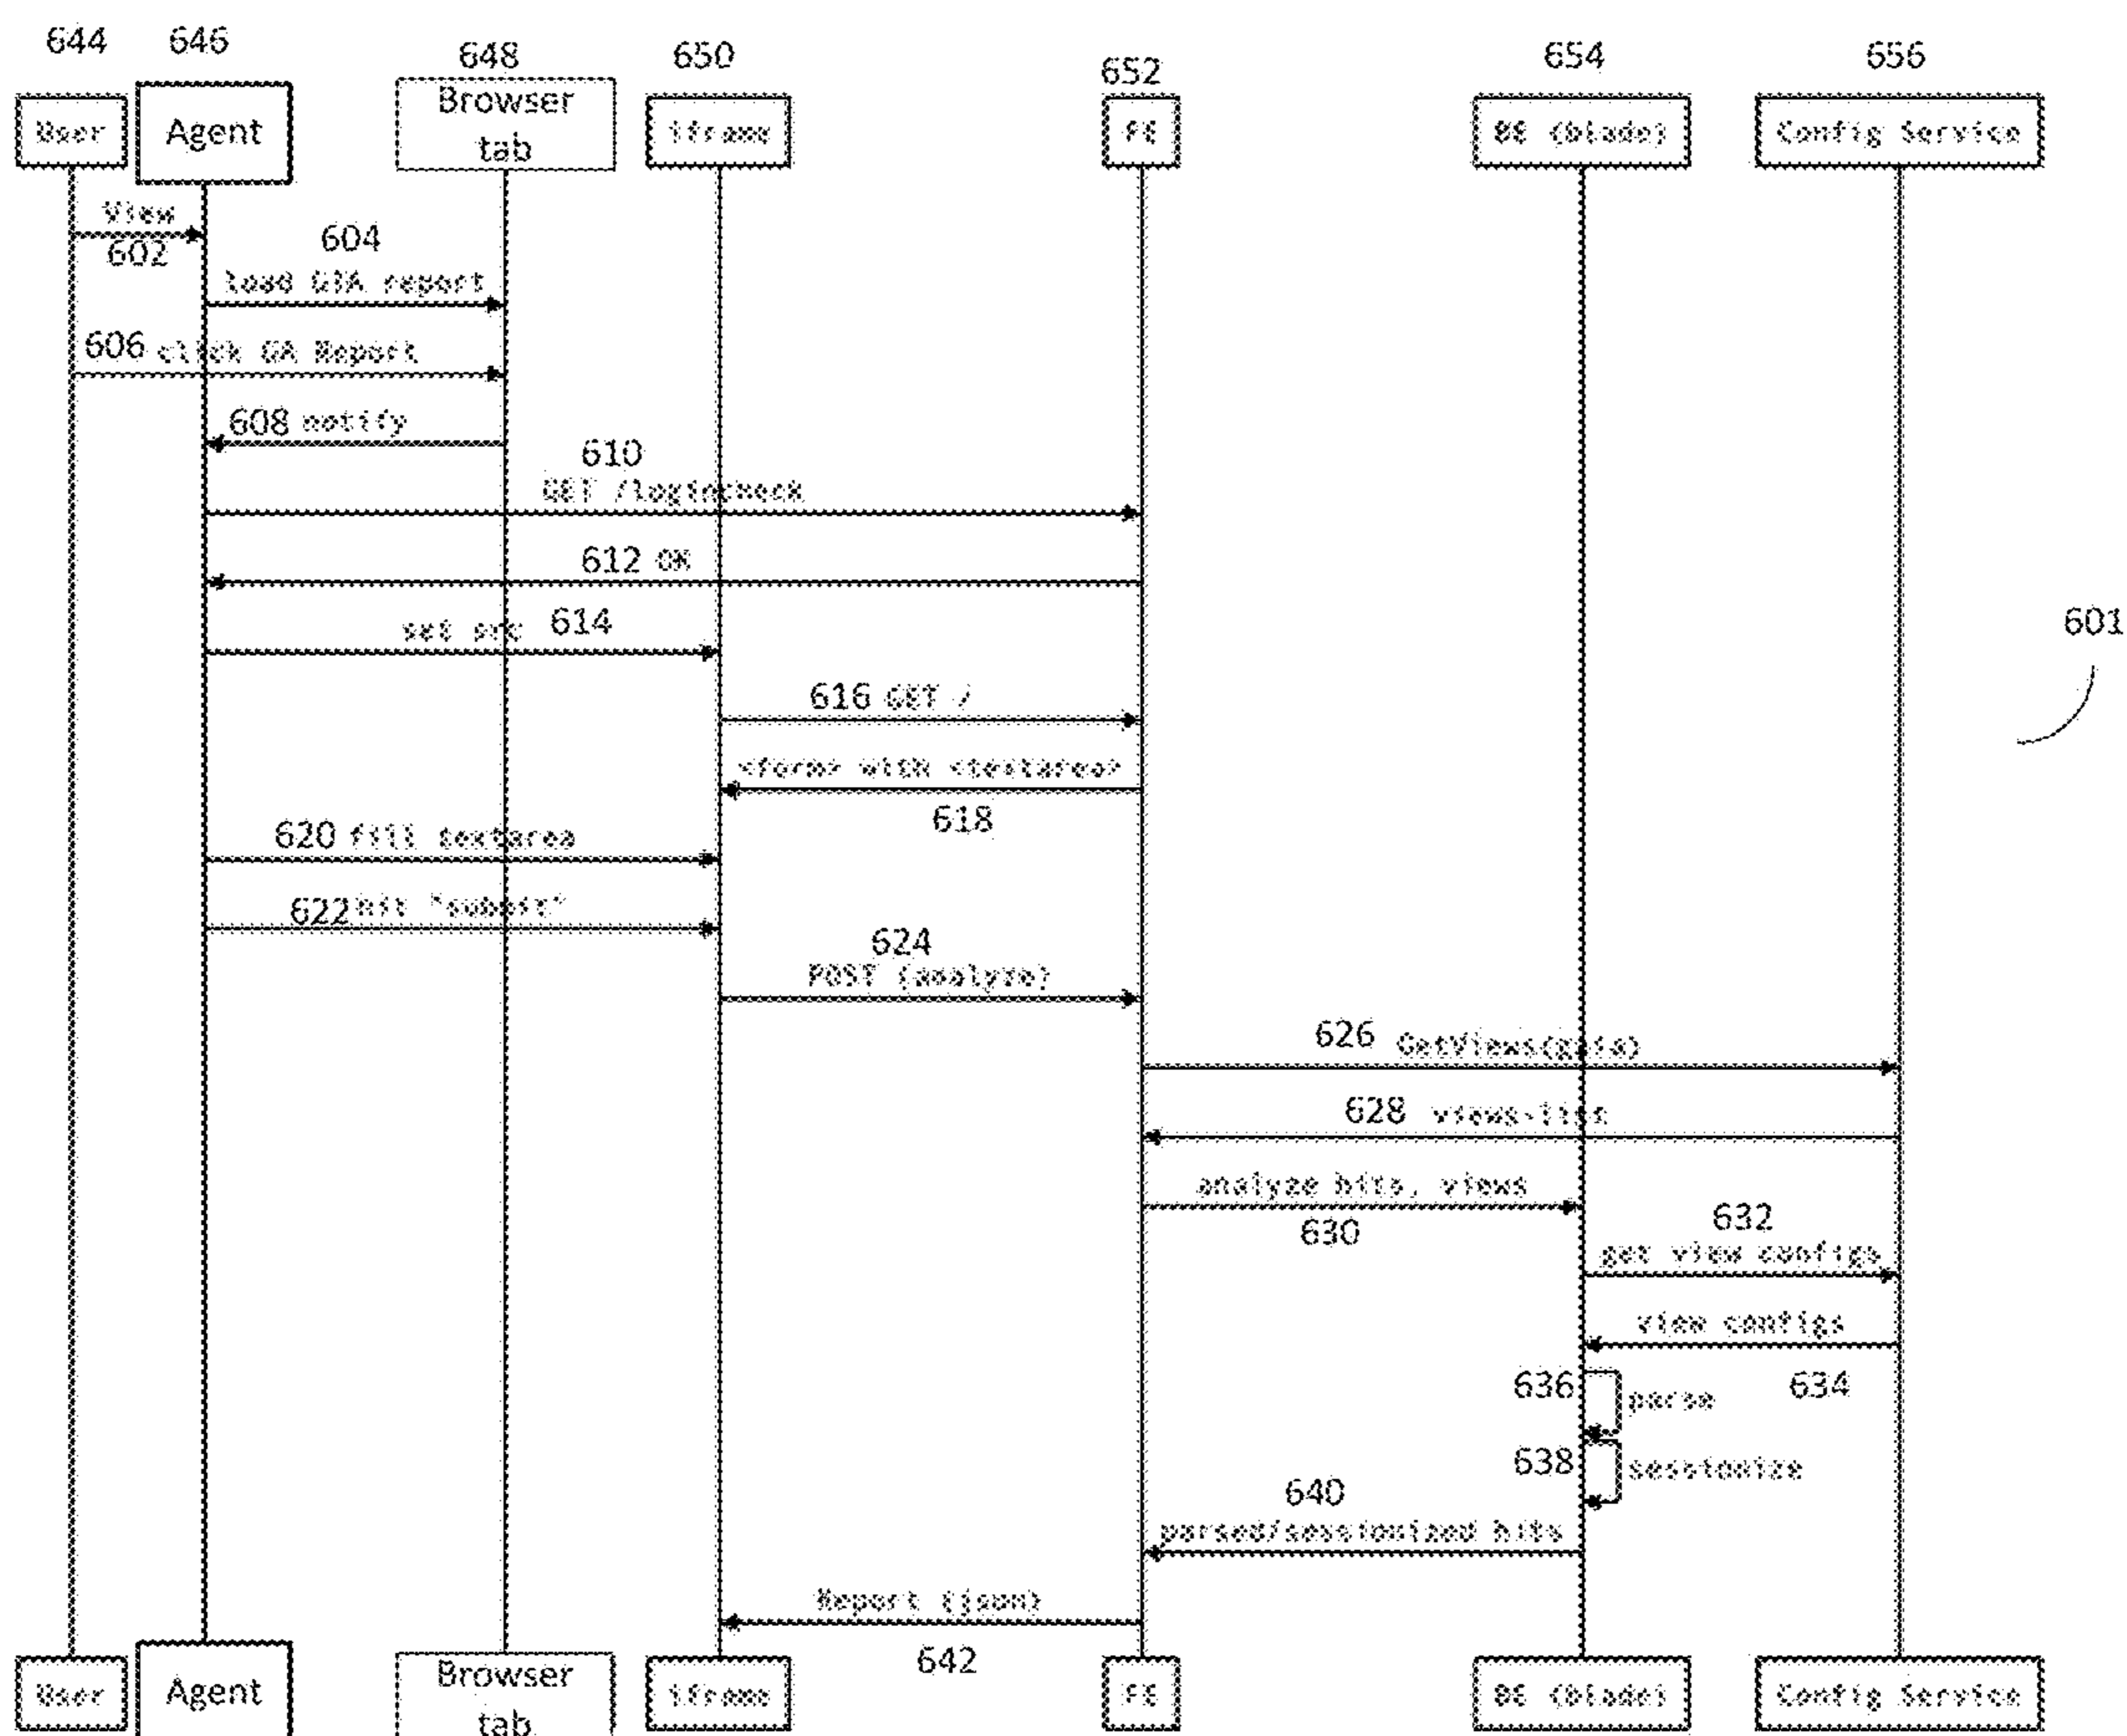 644 646 648 650 652 654 656
User Agent Browser tab iframe FE BE (blade) Config Service
View
602
604
load GTA report
606 click GA Report
608 notify
610
GET /logincheck
612 OK
set src 614
601
616 GET /
<form> with <textarea>
618
620 fill textarea
622 hit "submit"
624
POST (analyze)
626 GetViews(gaia)
628 views-list
analyze hits, views
630
632
get view configs
view configs
634
636 parse
638 sessionize
640
parsed/sessionized hits
Report (json)
642
User Agent Browser tab iframe FE BE (blade) Config Service